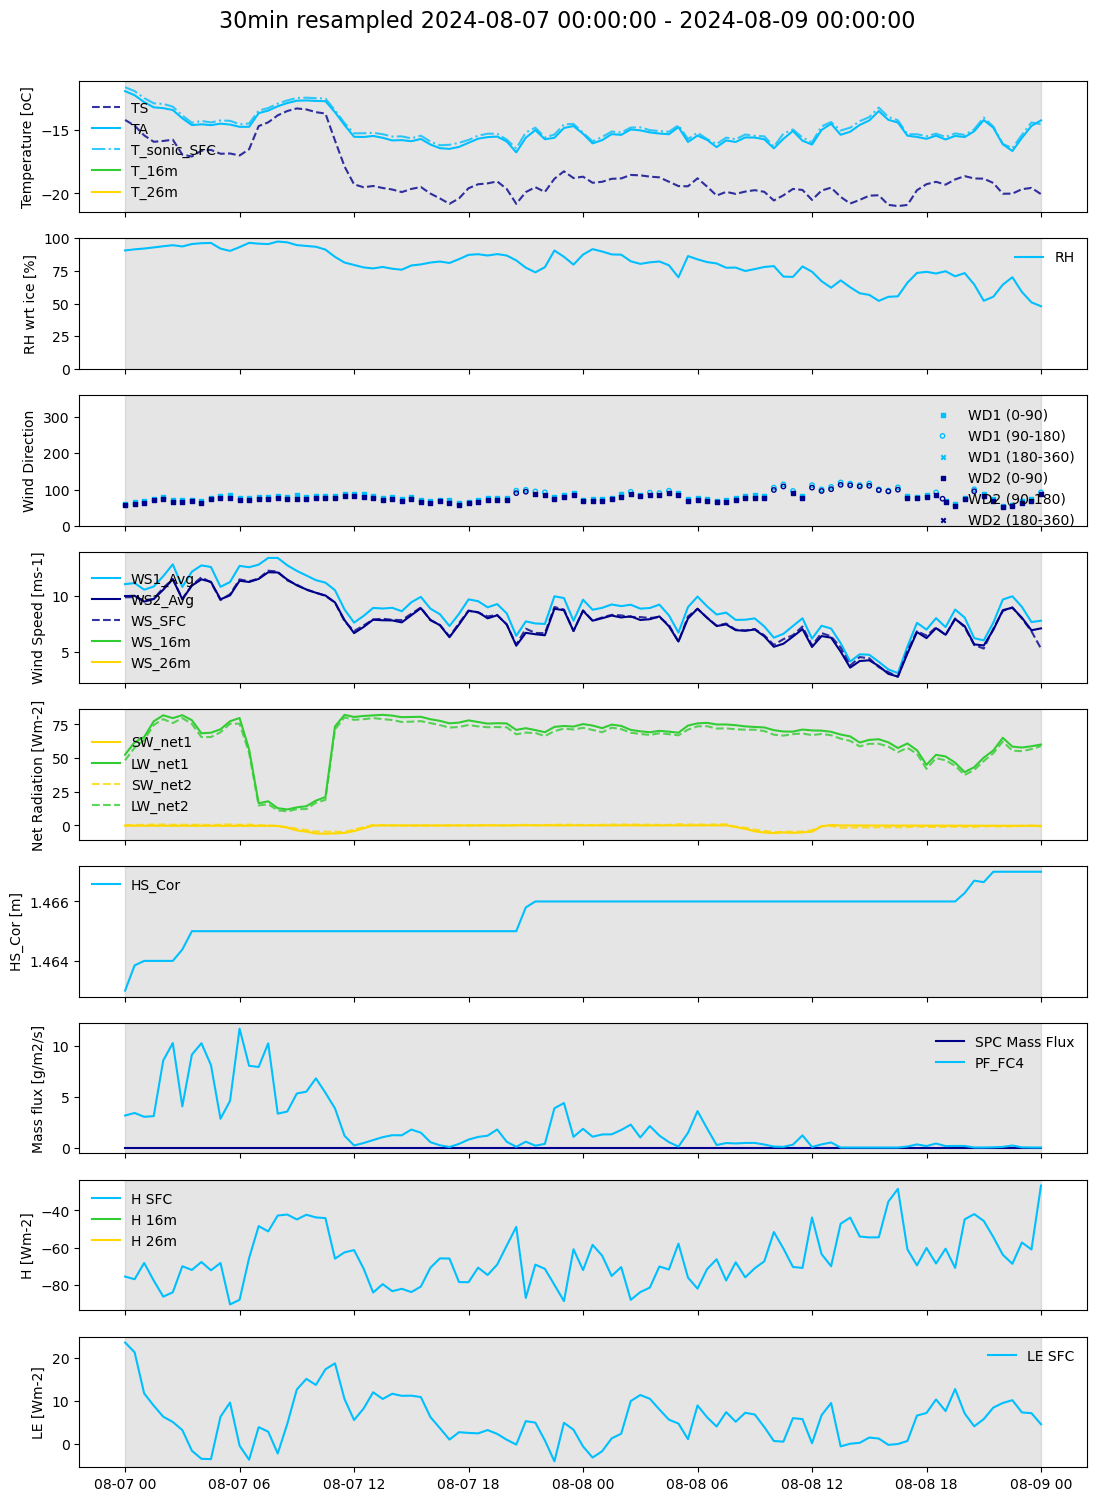 30min resampled 2024-08-07 00:00:00 - 2024-08-09 00:00:00
Temperature [oC]
−15
−20
TS
TA
T_sonic_SFC
T_16m
T_26m
RH wrt ice [%]
100
75
50
25
0
RH
Wind Direction
300
200
100
0
WD1 (0-90)
WD1 (90-180)
WD1 (180-360)
WD2 (0-90)
WD2 (90-180)
WD2 (180-360)
Wind Speed [ms-1]
10
5
WS1_Avg
WS2_Avg
WS_SFC
WS_16m
WS_26m
Net Radiation [Wm-2]
75
50
25
0
SW_net1
LW_net1
SW_net2
LW_net2
HS_Cor [m]
1.466
1.464
HS_Cor
Mass flux [g/m2/s]
10
5
0
SPC Mass Flux
PF_FC4
H [Wm-2]
−40
−60
−80
H SFC
H 16m
H 26m
LE [Wm-2]
20
10
0
LE SFC
08-07 00 08-07 06 08-07 12 08-07 18 08-08 00 08-08 06 08-08 12 08-08 18 08-09 00